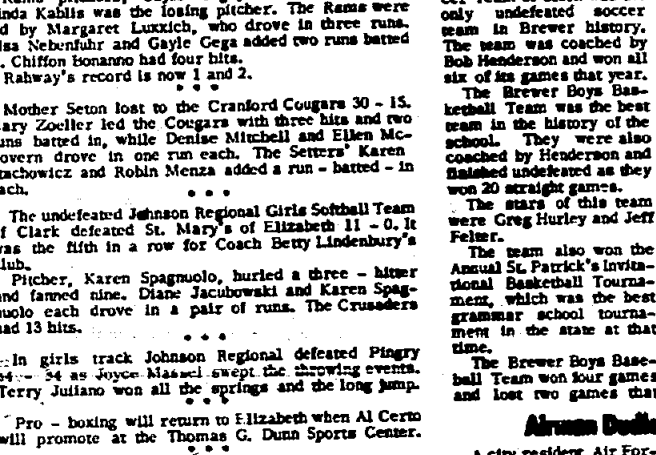 inda Kablis was the losing pitcher. The Rams were
d by Margaret Luxxich, who drove in three runs.
isa Nebenfuhr and Gayle Gega added two runs batted
. Chiffon Bonanno had four hits.
Rahway's record is now 1 and 2.
Mother Seton lost to the Cranford Cougars 30 - 15.
ary Zoeller led the Cougars with three hits and two
uns batted in, while Denise Mitchell and Ellen Mc-
overn drove in one run each. The Setters' Karen
tachowicz and Robin Menza added a run - batted - in
ach.
The undefeated Johnson Regional Girls Softball Team
f Clark defeated St. Mary's of Elizabeth 11 - 0. It
was the fifth in a row for Coach Betty Lindenbury's
lub.
Pitcher, Karen Spagnuolo, hurled a three - hitter
and fanned nine. Diane Jacubowski and Karen Spag-
nuolo each drove in a pair of runs. The Crusaders
had 13 hits.
In girls track Johnson Regional defeated Pingry
34 as Joyce swept the throwing events.
Terry Juliano won all the springs and the long jump.
Pro - boxing will return to Elizabeth when Al Certo
will promote at the Thomas G. Dunn Sports Center.
only undefeated soccer
team in Brewer history.
The team was coached by
Bob Henderson and won all
six of its games that year.
The Brewer Boys Bas-
ketball Team was the best
team in the history of the
school. They were also
coached by Henderson and
finished undefeated as they
won 20 straight games.
The stars of this team
were Greg Hurley and Jeff
Felter.
The team also won the
Annual St. Patrick's Invita-
tional Basketball Tourna-
ment, which was the best
grammar school tourna-
ment in the state at that
time.
The Brewer Boys Base-
ball Team won four games
and lost two games that
Airman
A city resident, Air For-